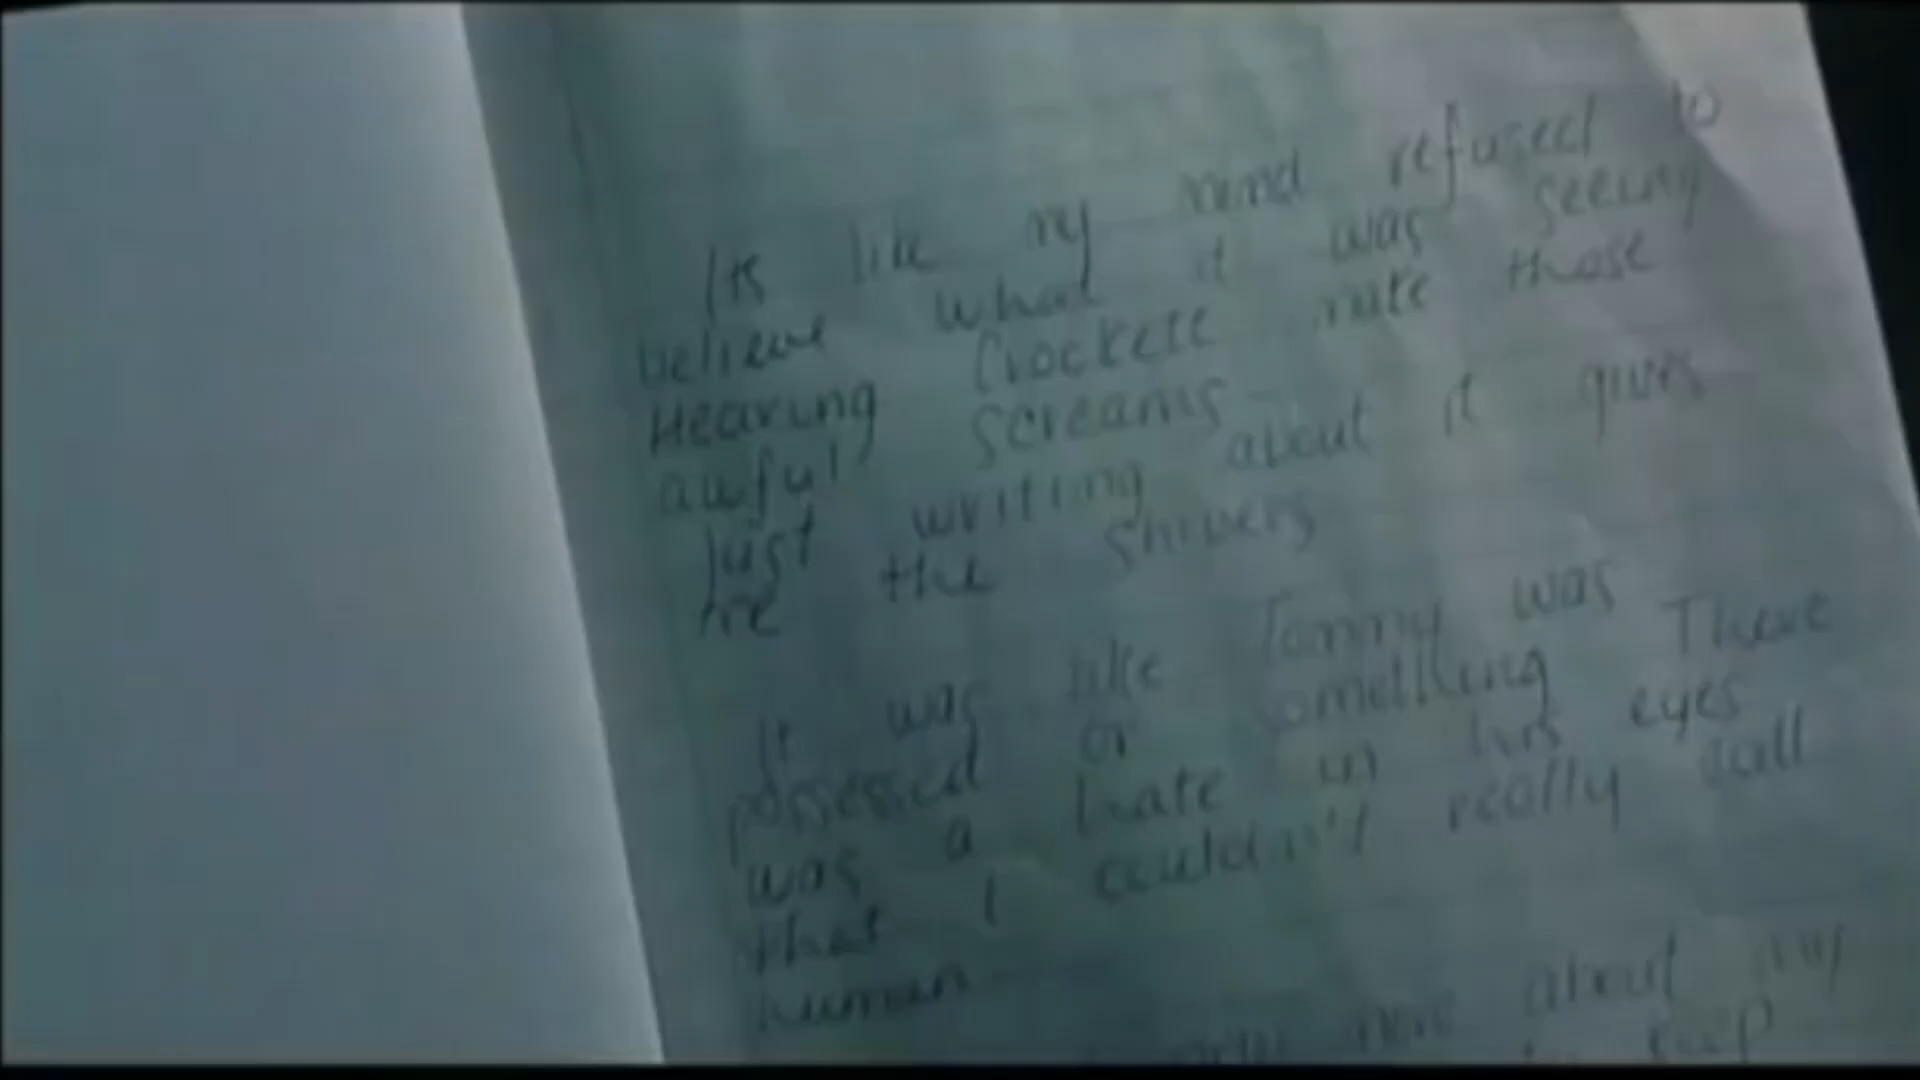 Its like my mind refused to
believe what it was seeing
Hearing Crockett make those
awful screams
Just writing about it gives
me the shivers
It was like Tommy was
possessed or something There
was a hate in his eyes
that I couldn't really call
human
about my
keep